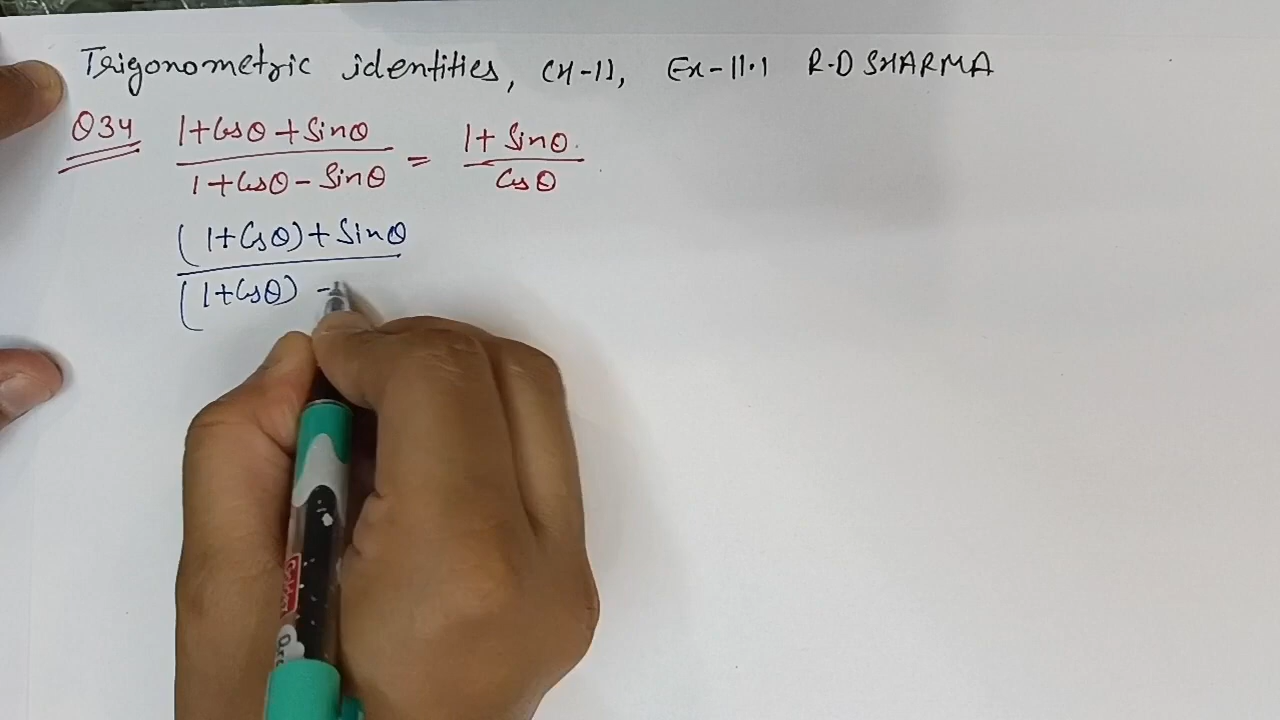 Trigonometric identities, CH-11, Ex-11.1 R.D SHARMA
Q34 (1+Cosθ+Sinθ)/(1+Cosθ-Sinθ) = (1+Sinθ)/(Cosθ)
(1+Cosθ)+Sinθ
(1+Cosθ) -